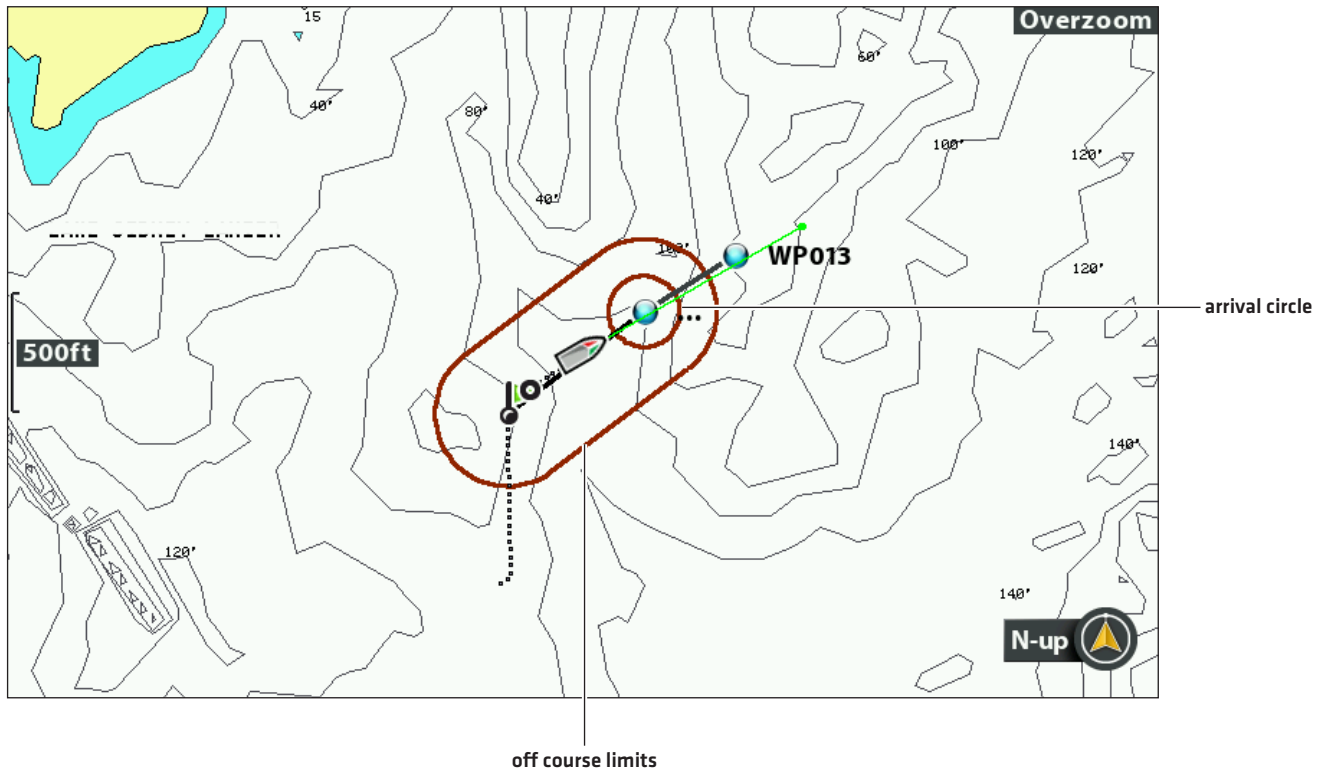 15
Overzoom
60'
40'
80'
100'
120'
40'
WP013
120'
...
arrival circle
500ft
140'
120'
140'
N-up
off course limits